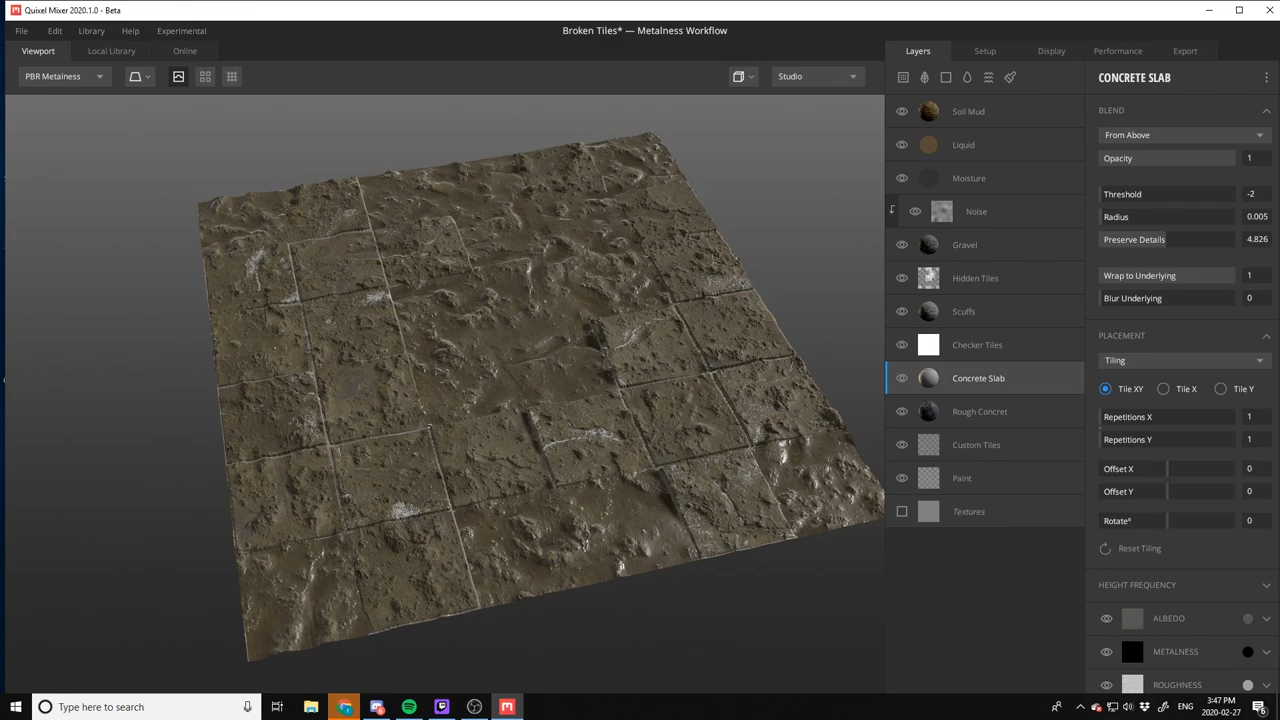 Quixel Mixer 2020.1.0 - Beta
File Edit Library Help Experimental
Broken Tiles* — Metalness Workflow
Viewport Local Library Online
Layers Setup Display Performance Export
PBR Metalness
Studio
CONCRETE SLAB
BLEND
From Above
Opacity 1
Threshold -2
Radius 0.005
Preserve Details 4.826
Wrap to Underlying 1
Blur Underlying 0
PLACEMENT
Tiling
Tile XY Tile X Tile Y
Repetitions X 1
Repetitions Y 1
Offset X 0
Offset Y 0
Rotate° 0
Reset Tiling
HEIGHT FREQUENCY
ALBEDO
METALNESS
ROUGHNESS
Soil Mud
Liquid
Moisture
Noise
Gravel
Hidden Tiles
Scuffs
Checker Tiles
Concrete Slab
Rough Concret
Custom Tiles
Paint
Textures
Type here to search
ENG
3:47 PM
2020-02-27